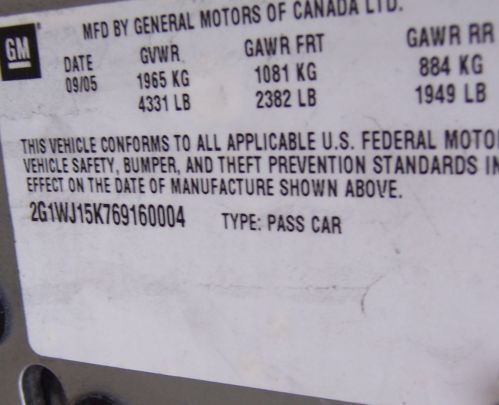 MFD BY GENERAL MOTORS OF CANADA LTD.
GM
DATE GVWR GAWR FRT GAWR RR
09/05 1965 KG 1081 KG 884 KG
4331 LB 2382 LB 1949 LB
THIS VEHICLE CONFORMS TO ALL APPLICABLE U.S. FEDERAL MOTO
VEHICLE SAFETY, BUMPER, AND THEFT PREVENTION STANDARDS IN
EFFECT ON THE DATE OF MANUFACTURE SHOWN ABOVE.
2G1WJ15K769160004 TYPE: PASS CAR